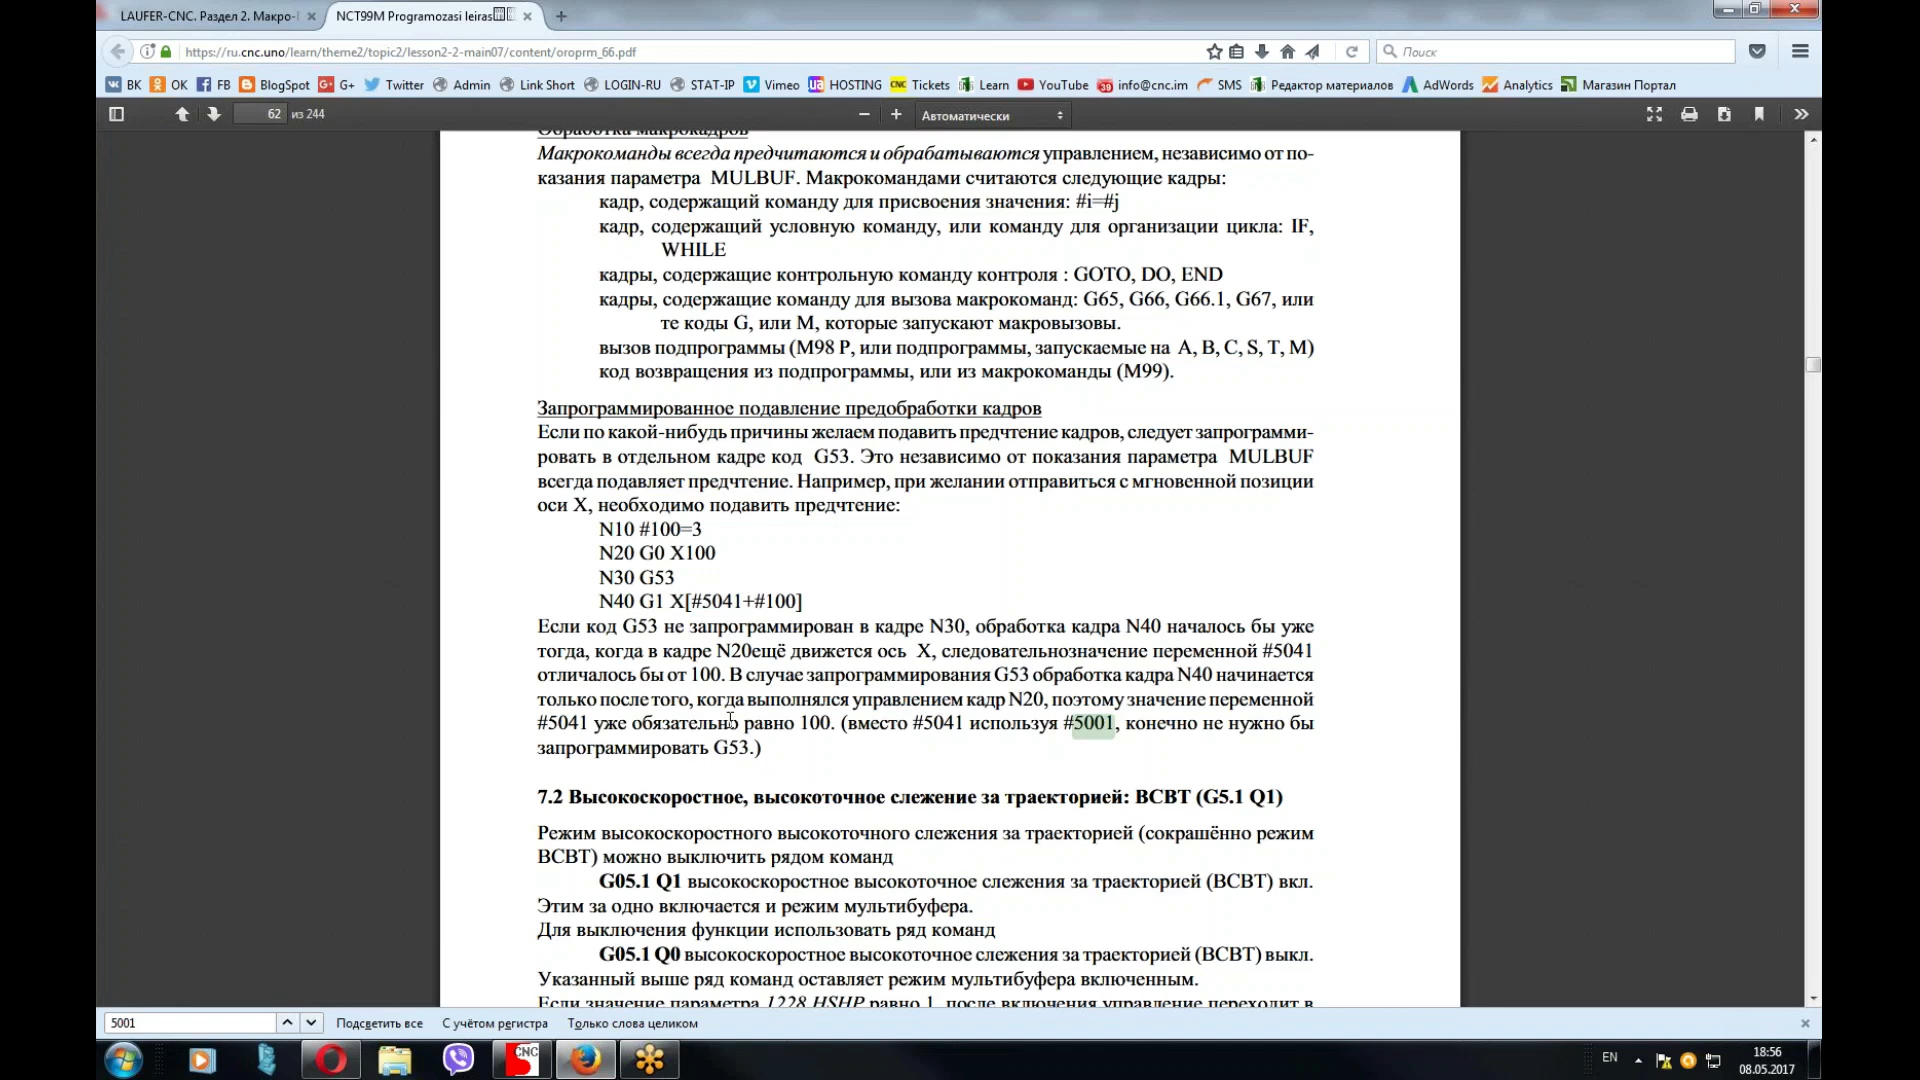 LAUFER-CNC. Раздел 2. Макро-
NCT99M Programozasi leiras
https://ru.cnc.uno/learn/theme2/topic2/lesson2-2-main07/content/oroprm_66.pdf
Поиск
ВК OK FB BlogSpot G+ Twitter Admin Link Short LOGIN-RU STAT-IP Vimeo HOSTING Tickets Learn YouTube info@cnc.im SMS Редактор материалов AdWords Analytics Магазин Портал
62 из 244
Автоматически
Обработка макрокадров
Макрокоманды всегда предчитаются и обрабатываются управлением, независимо от по-
казания параметра MULBUF. Макрокомандами считаются следующие кадры:
кадр, содержащий команду для присвоения значения: #i=#j
кадр, содержащий условную команду, или команду для организации цикла: IF,
WHILE
кадры, содержащие контрольную команду контроля : GOTO, DO, END
кадры, содержащие команду для вызова макрокоманд: G65, G66, G66.1, G67, или
те коды G, или M, которые запускают макровызовы.
вызов подпрограммы (M98 P, или подпрограммы, запускаемые на A, B, C, S, T, M)
код возвращения из подпрограммы, или из макрокоманды (M99).
Запрограммированное подавление предобработки кадров
Если по какой-нибудь причины желаем подавить предчтение кадров, следует запрограмми-
ровать в отдельном кадре код G53. Это независимо от показания параметра MULBUF
всегда подавляет предчтение. Например, при желании отправиться с мгновенной позиции
оси X, необходимо подавить предчтение:
N10 #100=3
N20 G0 X100
N30 G53
N40 G1 X[#5041+#100]
Если код G53 не запрограммирован в кадре N30, обработка кадра N40 началось бы уже
тогда, когда в кадре N20ещё движется ось X, следовательнозначение переменной #5041
отличалось бы от 100. В случае запрограммирования G53 обработка кадра N40 начинается
только после того, когда выполнялся управлением кадр N20, поэтому значение переменной
#5041 уже обязательно равно 100. (вместо #5041 используя #5001, конечно не нужно бы
запрограммировать G53.)
7.2 Высокоскоростное, высокоточное слежение за траекторией: ВСВТ (G5.1 Q1)
Режим высокоскоростного высокоточного слежения за траекторией (сокрашённо режим
ВСВТ) можно выключить рядом команд
G05.1 Q1 высокоскоростное высокоточное слежения за траекторией (ВСВТ) вкл.
Этим за одно включается и режим мультибуфера.
Для выключения функции использовать ряд команд
G05.1 Q0 высокоскоростное высокоточное слежения за траекторией (ВСВТ) выкл.
Указанный выше ряд команд оставляет режим мультибуфера включенным.
Если значение параметра 1228 HSHP равно 1, после включения управление переходит в
5001
Подсветить все С учётом регистра Только слова целиком
CNC
EN
18:56
08.05.2017